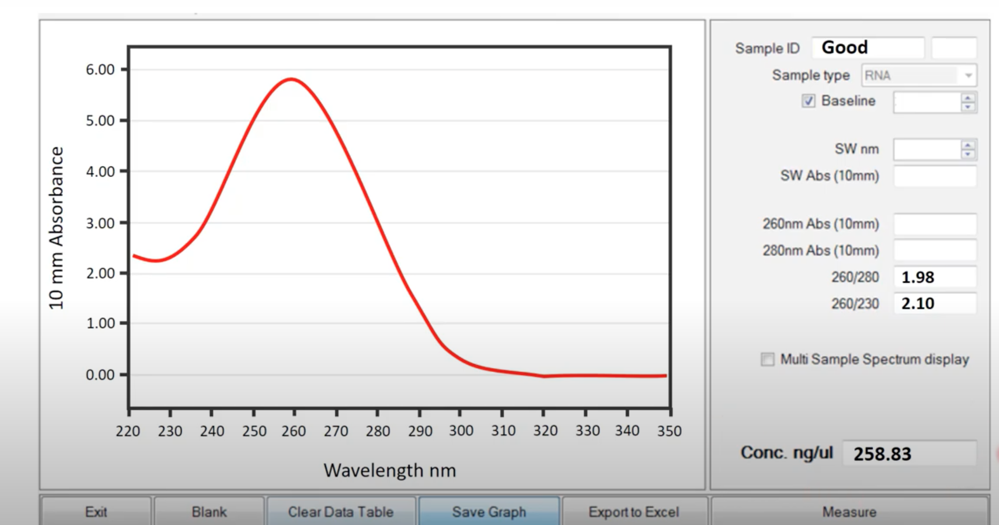 10 mm Absorbance
6.00
5.00
4.00
3.00
2.00
1.00
0.00
220 230 240 250 260 270 280 290 300 310 320 330 340 350
Wavelength nm
Sample ID Good
Sample type RNA
Baseline
SW nm
SW Abs (10mm)
260nm Abs (10mm)
280nm Abs (10mm)
260/280 1.98
260/230 2.10
Multi Sample Spectrum display
Conc. ng/ul 258.83
Exit Blank Clear Data Table Save Graph Export to Excel Measure